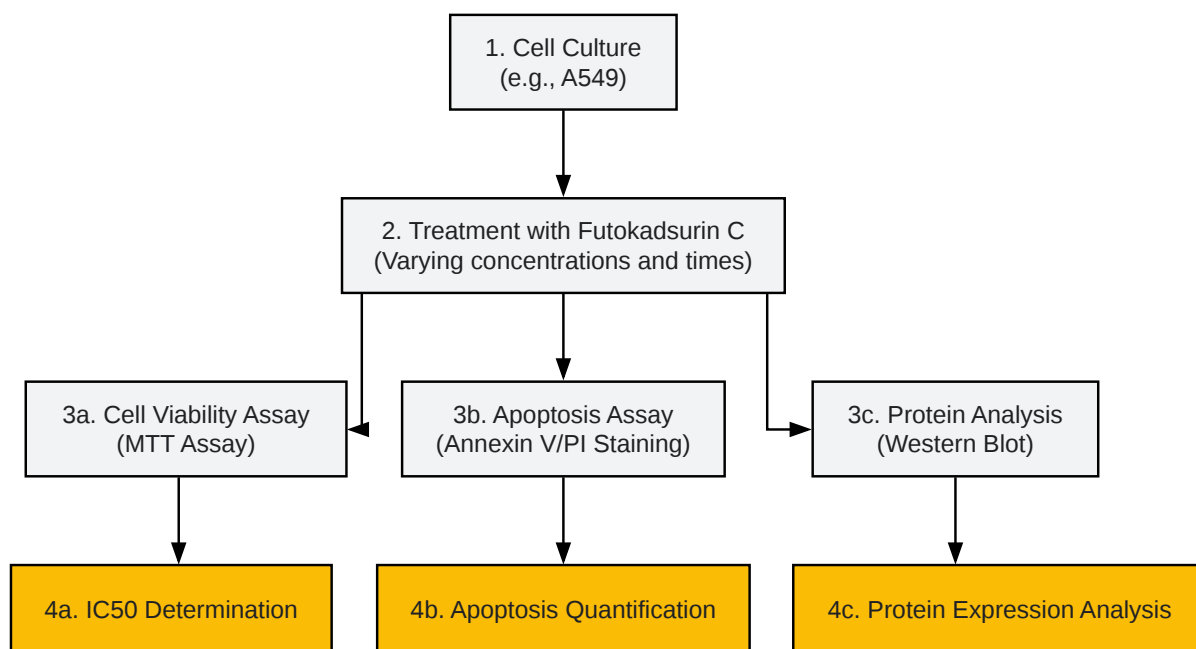 1. Cell Culture
(e.g., A549)
2. Treatment with Futokadsurin C
(Varying concentrations and times)
3a. Cell Viability Assay
(MTT Assay)
3b. Apoptosis Assay
(Annexin V/PI Staining)
3c. Protein Analysis
(Western Blot)
4a. IC50 Determination
4b. Apoptosis Quantification
4c. Protein Expression Analysis